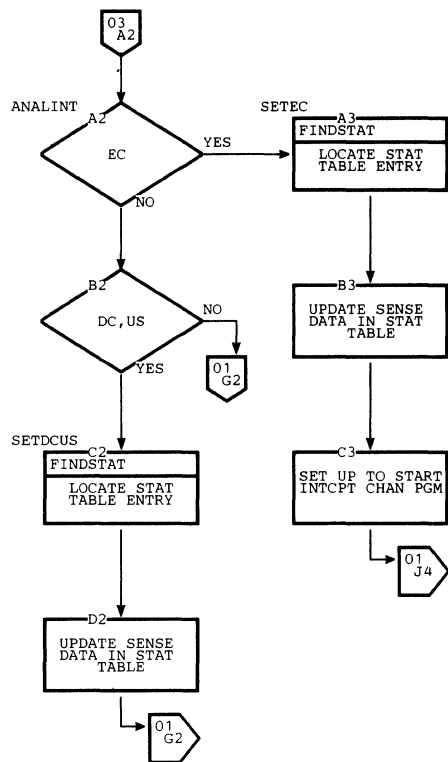 03
A2
ANALINT
A2
EC
YES
NO
SETEC
A3
FINDSTAT
LOCATE STAT
TABLE ENTRY
B2
DC,US
NO
YES
01
G2
B3
UPDATE SENSE
DATA IN STAT
TABLE
SETDCUS
C2
FINDSTAT
LOCATE STAT
TABLE ENTRY
C3
SET UP TO START
INTCPT CHAN PGM
01
J4
D2
UPDATE SENSE
DATA IN STAT
TABLE
01
G2